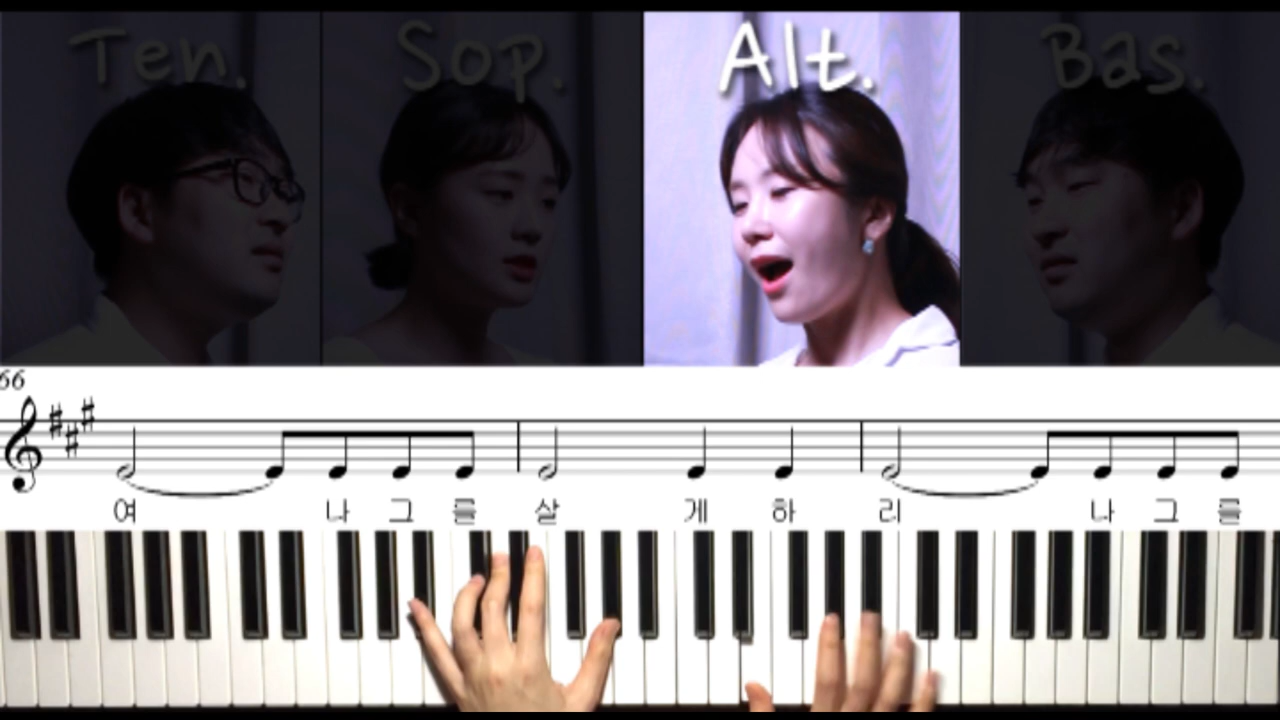 Ten. Sop. Alt. Bas.
66
여 나 그 를 살 게 하 리 나 그 를